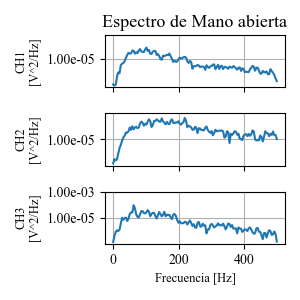 Espectro de Mano abierta
CH1
[V^2/Hz]
1.00e-05
CH2
[V^2/Hz]
1.00e-05
CH3
[V^2/Hz]
1.00e-03
1.00e-05
0 200 400
Frecuencia [Hz]